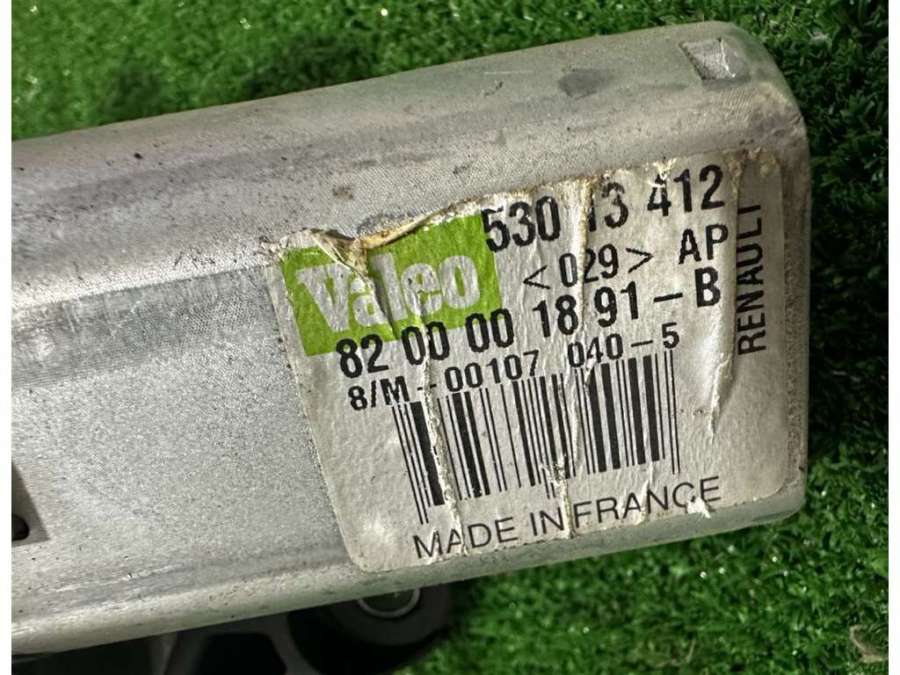 Valeo
530 13 412
<029> AP
82 00 00 18 91-B
8/M-00107 040-5
MADE IN FRANCE
RENAULT